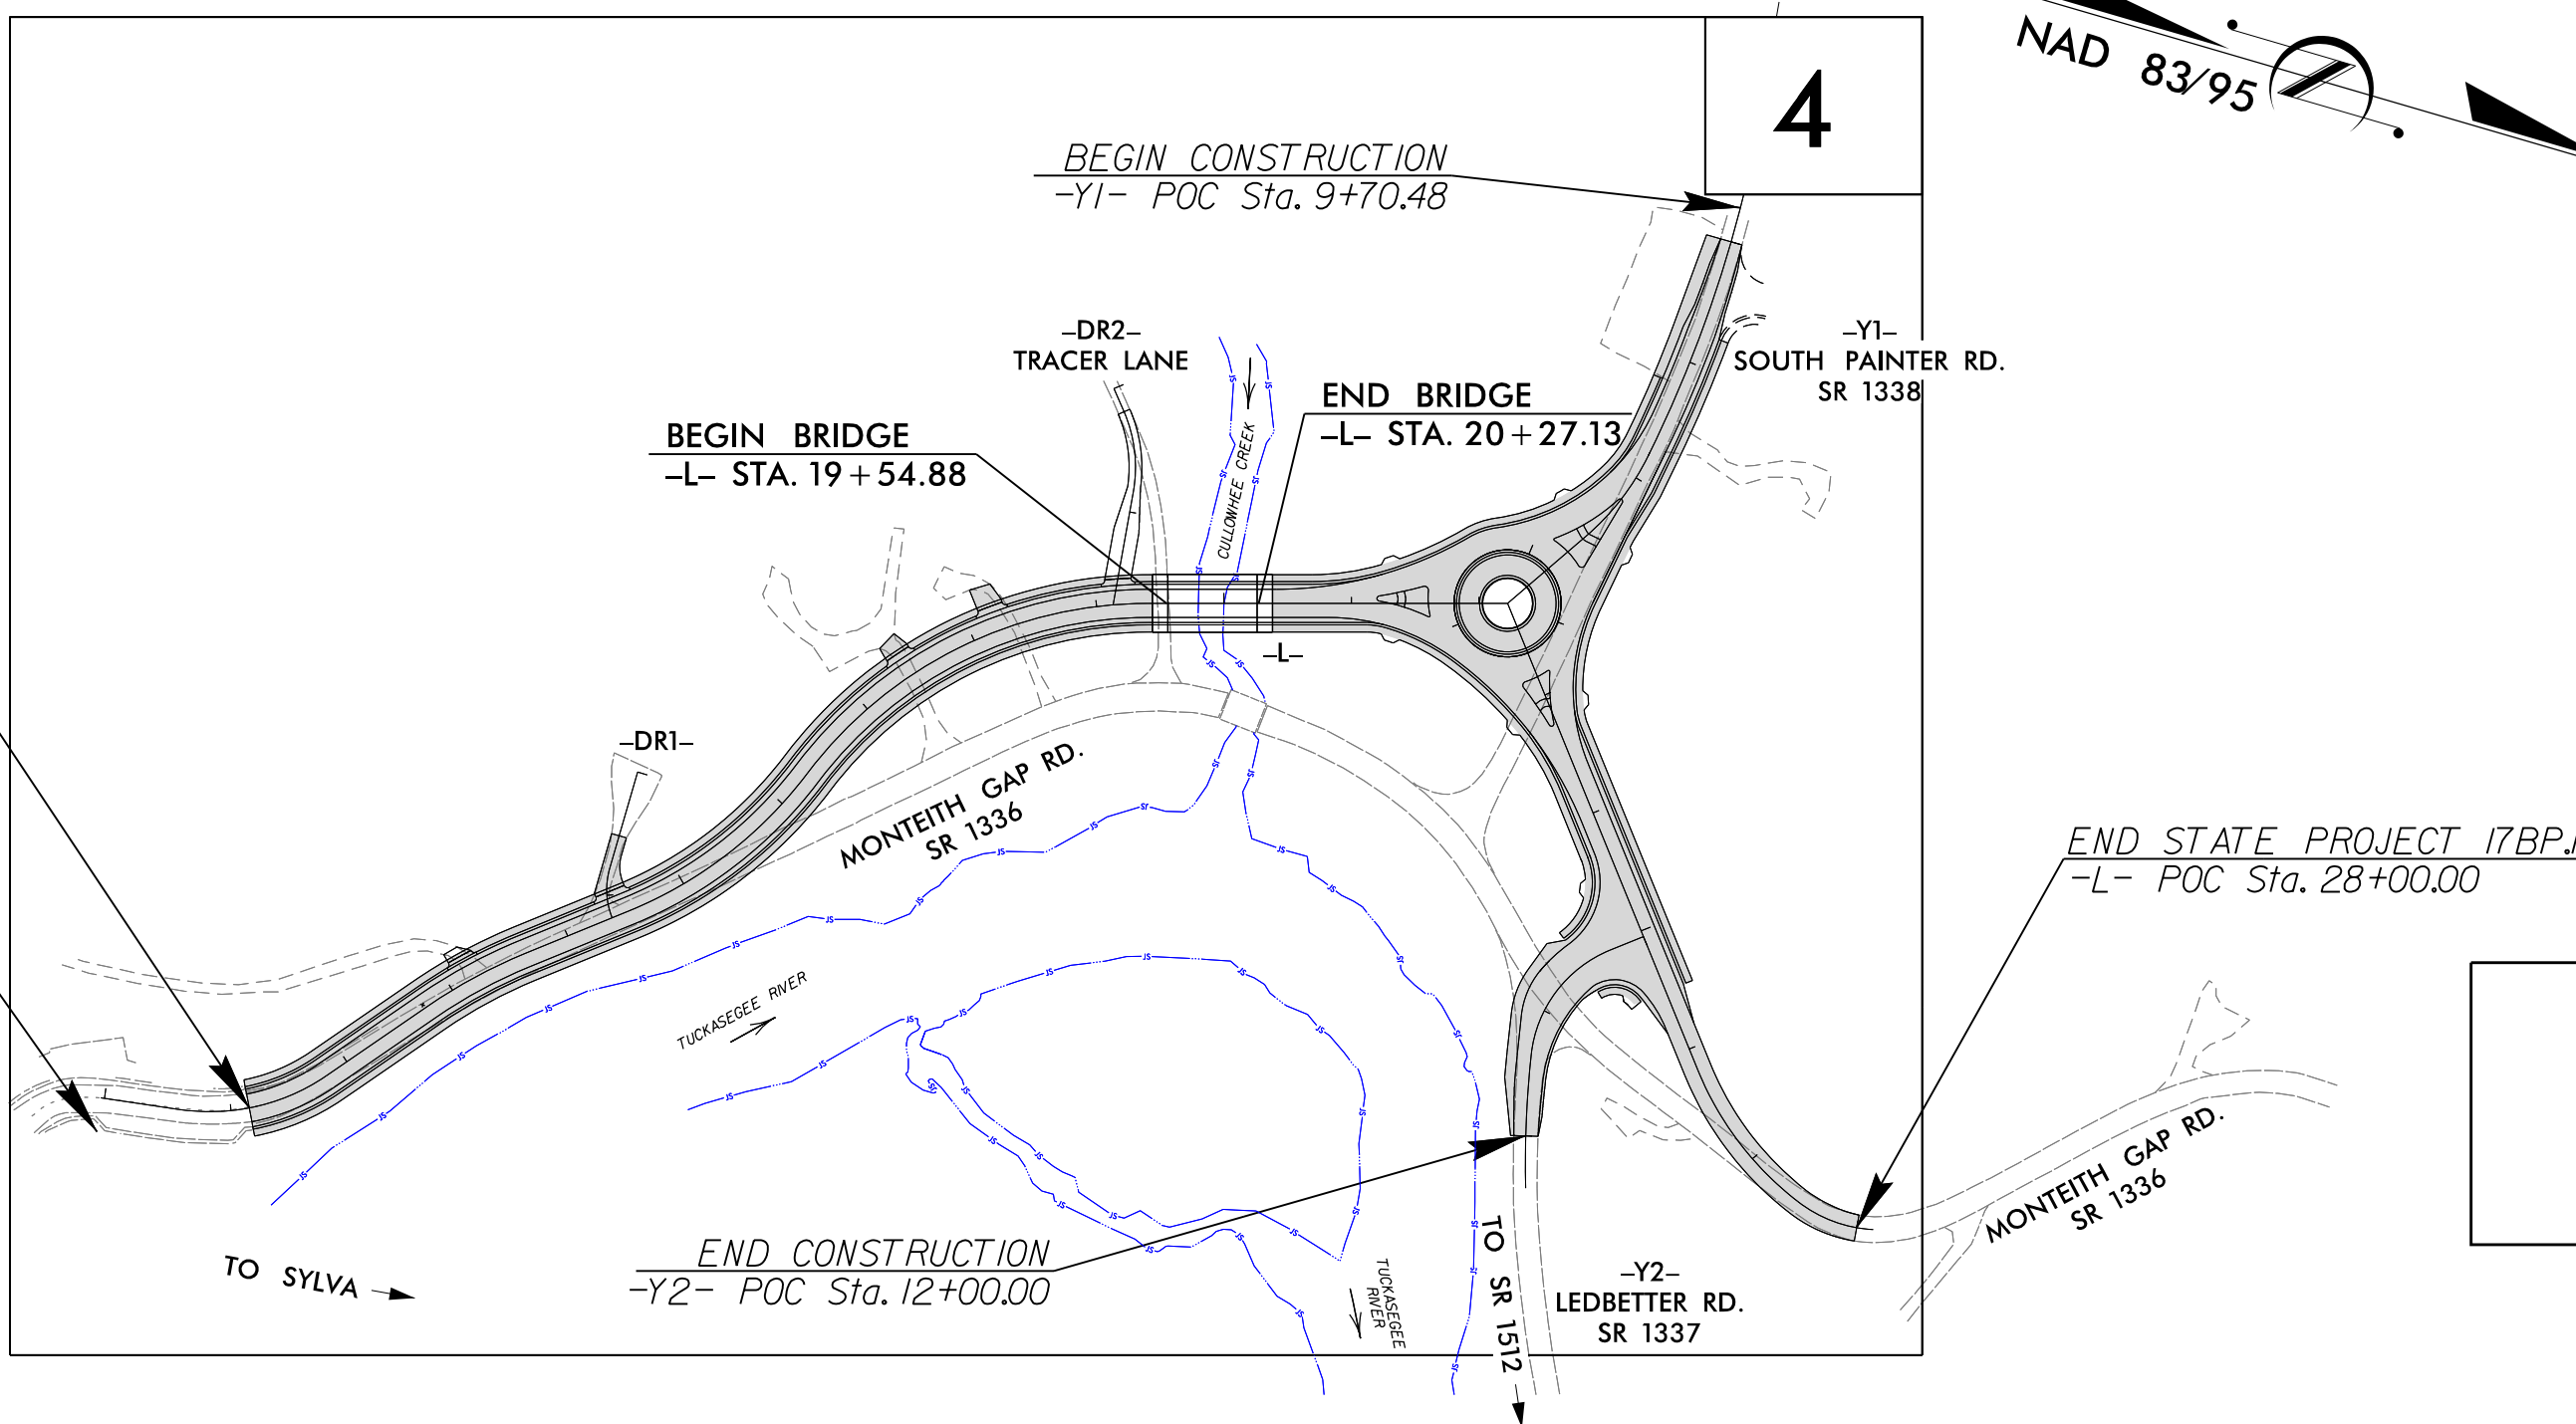 4
NAD 83/95
BEGIN CONSTRUCTION
-Y1- POC Sta. 9+70.48
-DR2-
TRACER LANE
-Y1-
SOUTH PAINTER RD.
SR 1338
END BRIDGE
-L- STA. 20+27.13
BEGIN BRIDGE
-L- STA. 19+54.88
CULLOWHEE CREEK
-L-
-DR1-
MONTEITH GAP RD.
SR 1336
END STATE PROJECT 17BP.1
-L- POC Sta. 28+00.00
TUCKASEGEE RIVER
MONTEITH GAP RD.
SR 1336
END CONSTRUCTION
-Y2- POC Sta. 12+00.00
TO SYLVA
TUCKASEGEE
RIVER
TO SR 1512
-Y2-
LEDBETTER RD.
SR 1337